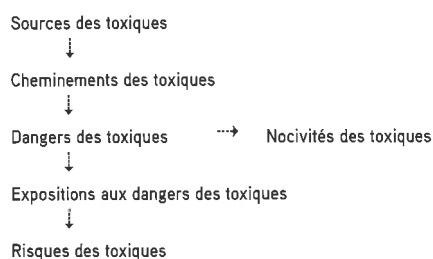 Sources des toxiques
Cheminements des toxiques
Dangers des toxiques Nocivités des toxiques
Expositions aux dangers des toxiques
Risques des toxiques